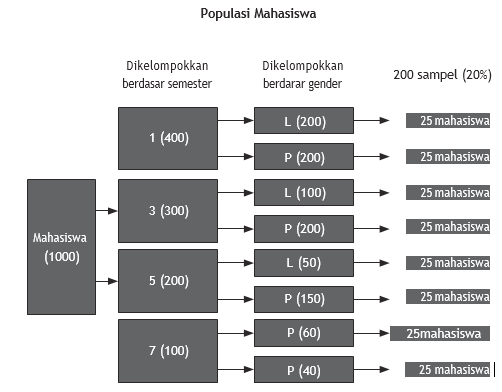 Populasi Mahasiswa
Dikelompokkan
berdasar semester
Dikelompokkan
berdarar gender
200 sampel (20%)
Mahasiswa
(1000)
1 (400)
L (200)
25 mahasiswa
P (200)
25 mahasiswa
3 (300)
L (100)
25 mahasiswa
P (200)
25 mahasiswa
5 (200)
L (50)
25 mahasiswa
P (150)
25 mahasiswa
7 (100)
P (60)
25mahasiswa
P (40)
25 mahasiswa